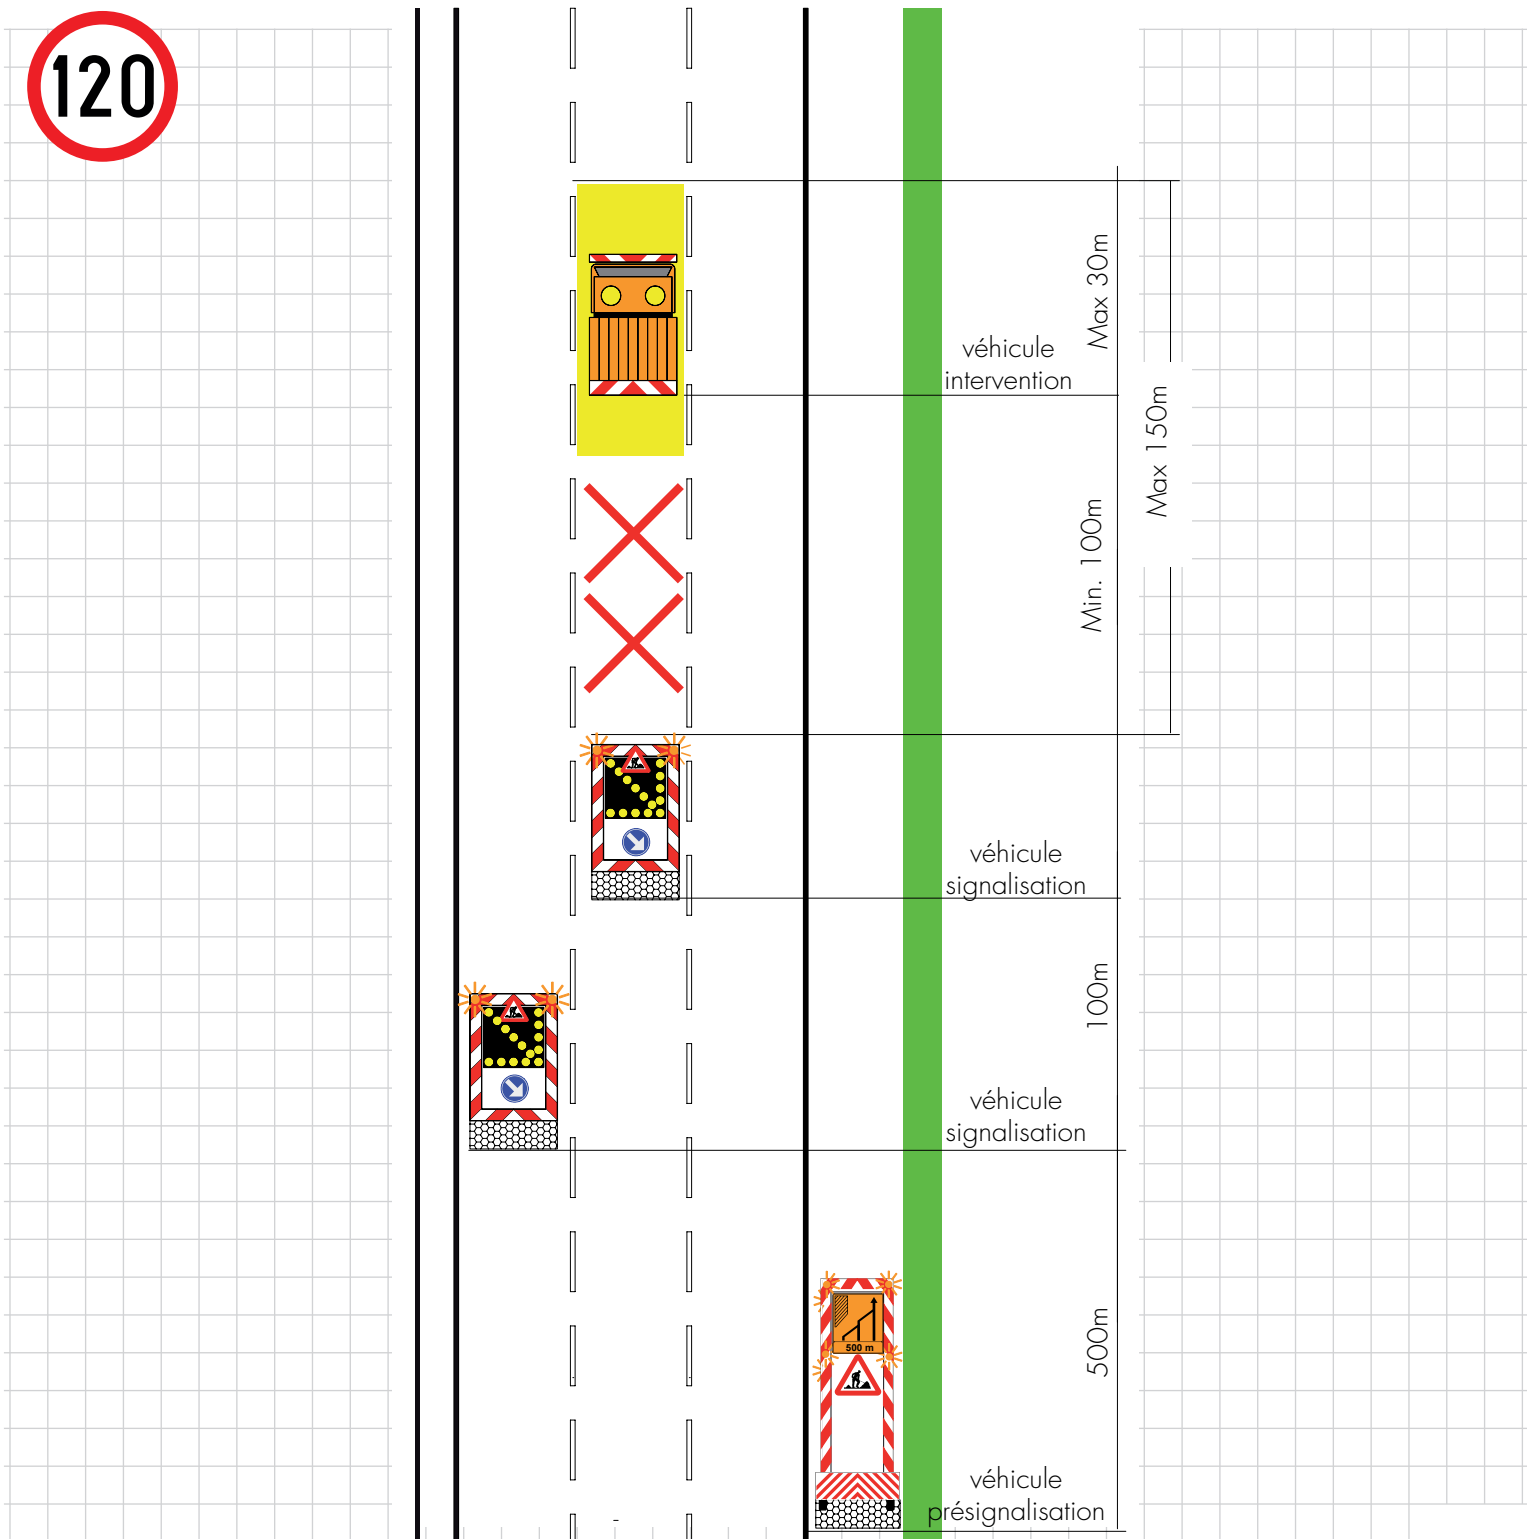 120
Max 30m
véhicule
intervention
Max 150m
Min. 100m
véhicule
signalisation
100m
véhicule
signalisation
500m
500 m
véhicule
présignalisation